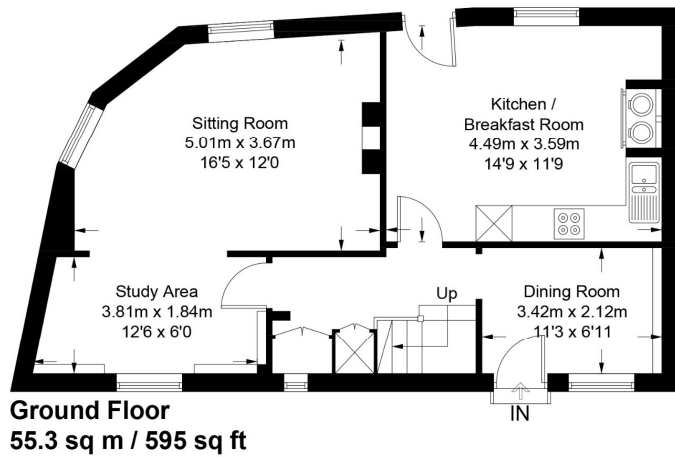 Sitting Room
5.01m x 3.67m
16'5 x 12'0
Kitchen /
Breakfast Room
4.49m x 3.59m
14'9 x 11'9
Study Area
3.81m x 1.84m
12'6 x 6'0
Up
Dining Room
3.42m x 2.12m
11'3 x 6'11
IN
Ground Floor
55.3 sq m / 595 sq ft